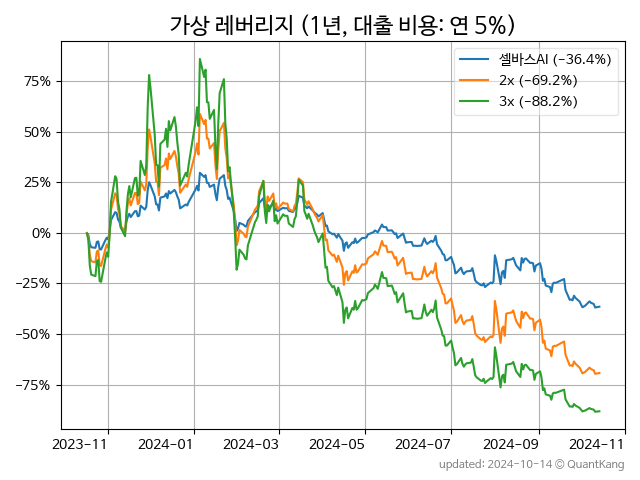 가상 레버리지 (1년, 대출 비용: 연 5%)
셀바스AI (-36.4%)
2x (-69.2%)
3x (-88.2%)
75%
50%
25%
0%
−25%
−50%
−75%
2023-11 2024-01 2024-03 2024-05 2024-07 2024-09 2024-11
updated: 2024-10-14 © QuantKang